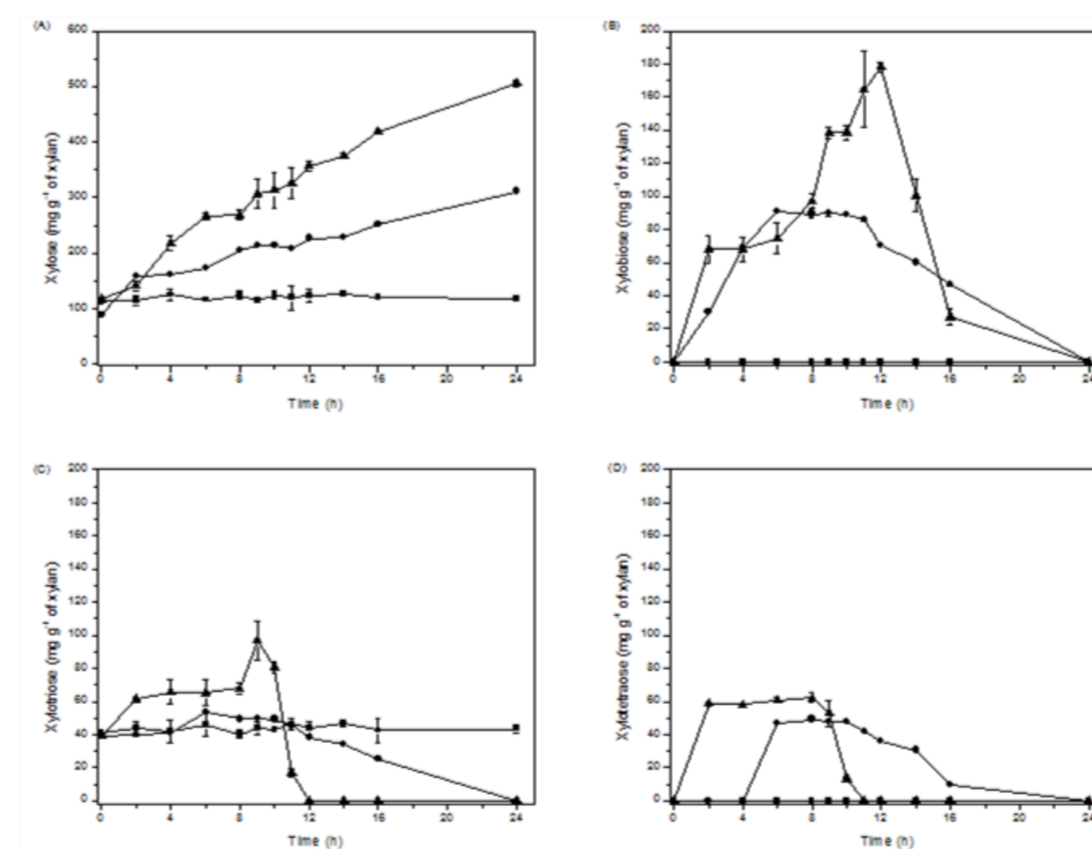 (A)
600
500
400
300
200
100
0
Xylose (mg g⁻¹ of xylan)
0 4 8 12 16 20 24
Time (h)
(B)
200
180
160
140
120
100
80
60
40
20
0
Xylobiose (mg g⁻¹ of xylan)
0 4 8 12 16 20 24
Time (h)
(C)
200
180
160
140
120
100
80
60
40
20
0
Xylotriose (mg g⁻¹ of xylan)
0 4 8 12 16 20 24
Time (h)
(D)
200
180
160
140
120
100
80
60
40
20
0
Xylotetraose (mg g⁻¹ of xylan)
0 4 8 12 16 20 24
Time (h)